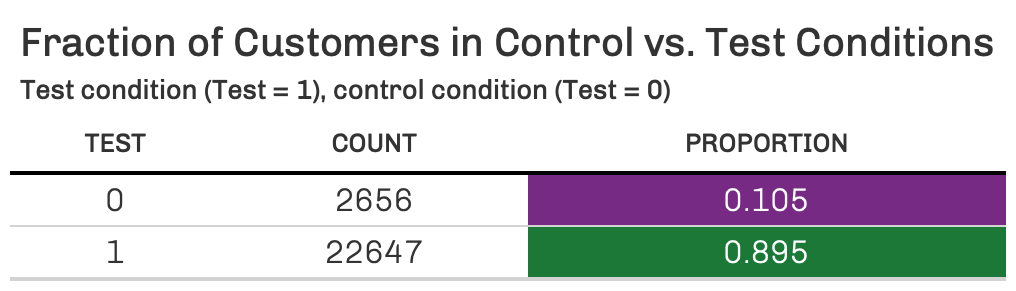 Fraction of Customers in Control vs. Test Conditions
Test condition (Test = 1), control condition (Test = 0)
TEST COUNT PROPORTION
0 2656 0.105
1 22647 0.895